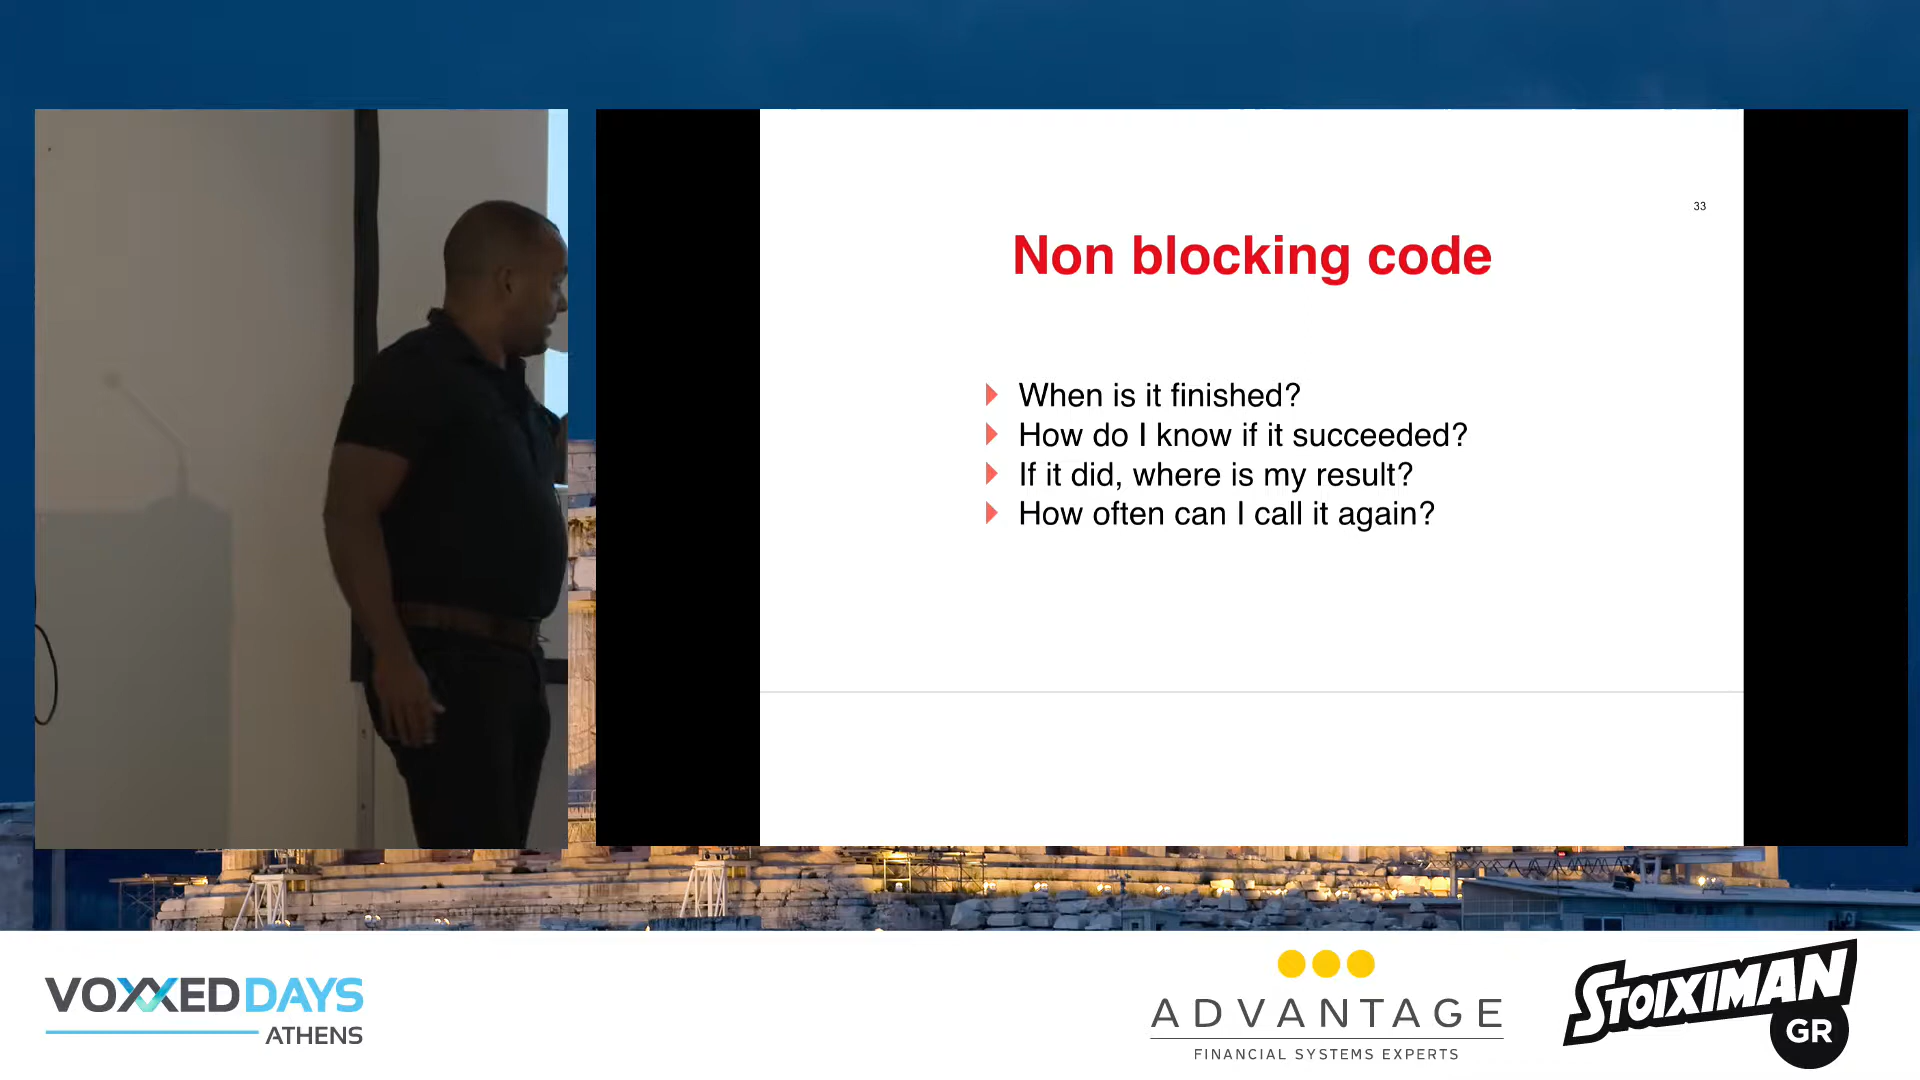 33
Non blocking code
When is it finished?
How do I know if it succeeded?
If it did, where is my result?
How often can I call it again?
VOXXEDDAYS
ATHENS
ADVANTAGE
FINANCIAL SYSTEMS EXPERTS
STOIXIMAN
GR